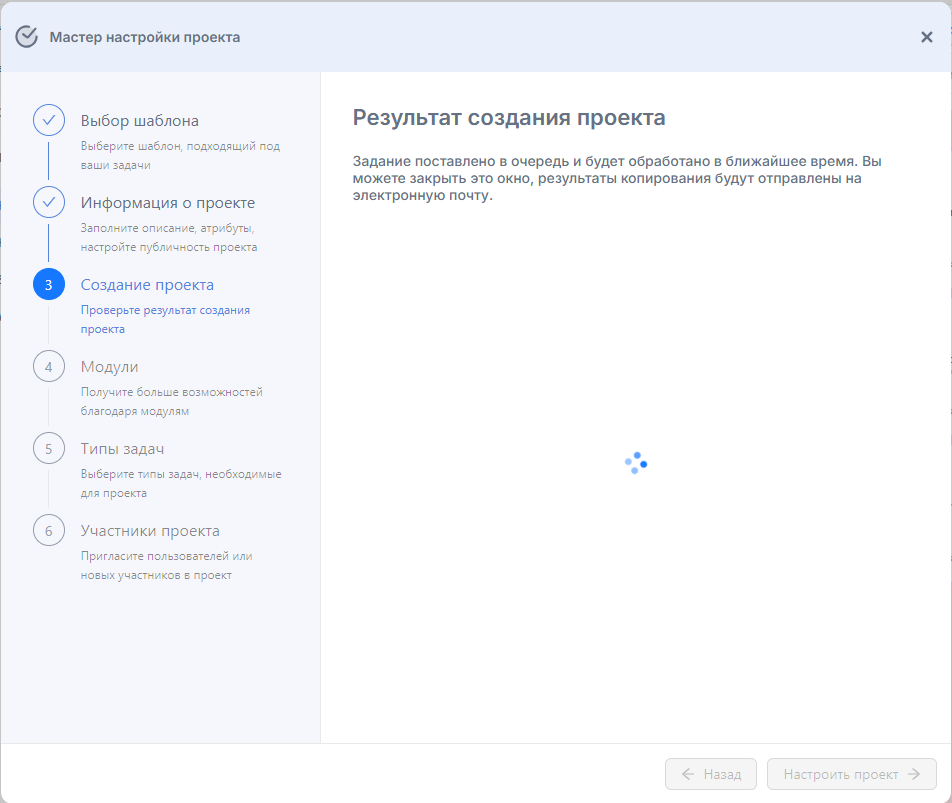 Мастер настройки проекта
Выбор шаблона
Выберите шаблон, подходящий под
ваши задачи
Информация о проекте
Заполните описание, атрибуты,
настройте публичность проекта
3
Создание проекта
Проверьте результат создания
проекта
4
Модули
Получите больше возможностей
благодаря модулям
5
Типы задач
Выберите типы задач, необходимые
для проекта
6
Участники проекта
Пригласите пользователей или
новых участников в проект
Результат создания проекта
Задание поставлено в очередь и будет обработано в ближайшее время. Вы
можете закрыть это окно, результаты копирования будут отправлены на
электронную почту.
Назад
Настроить проект